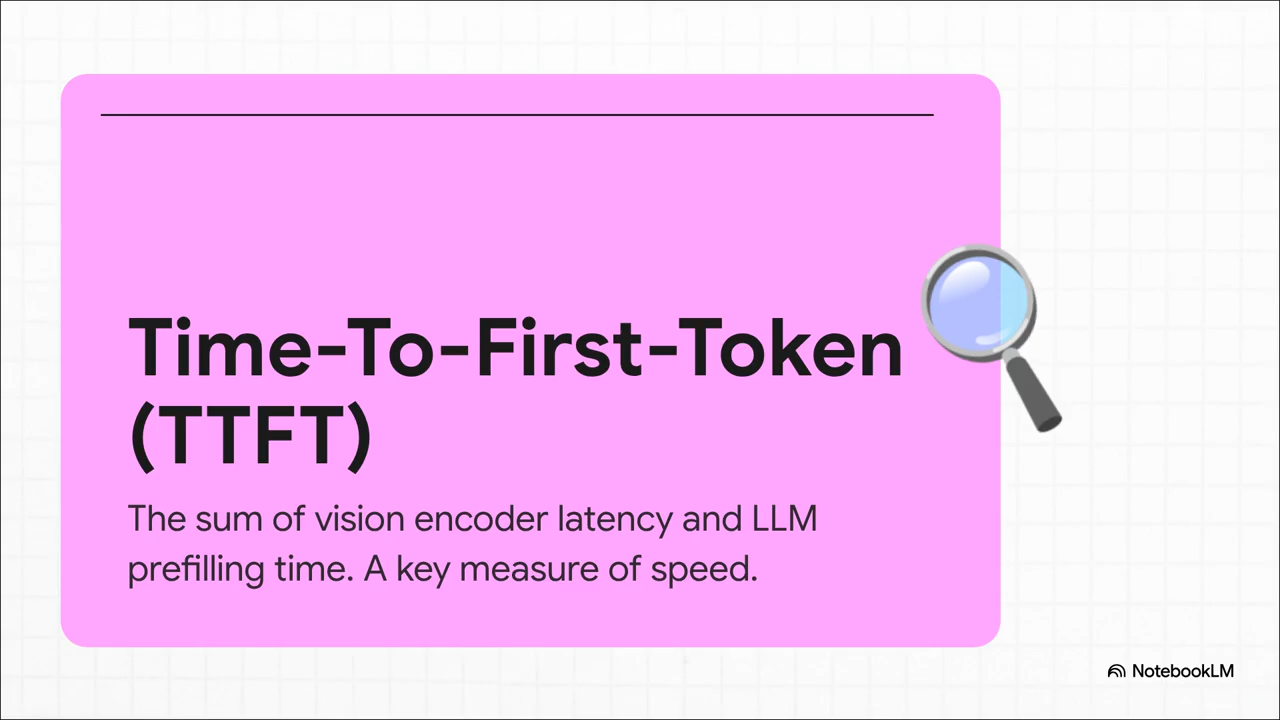 Time-To-First-Token
(TTFT)
The sum of vision encoder latency and LLM
prefilling time. A key measure of speed.
NotebookLM